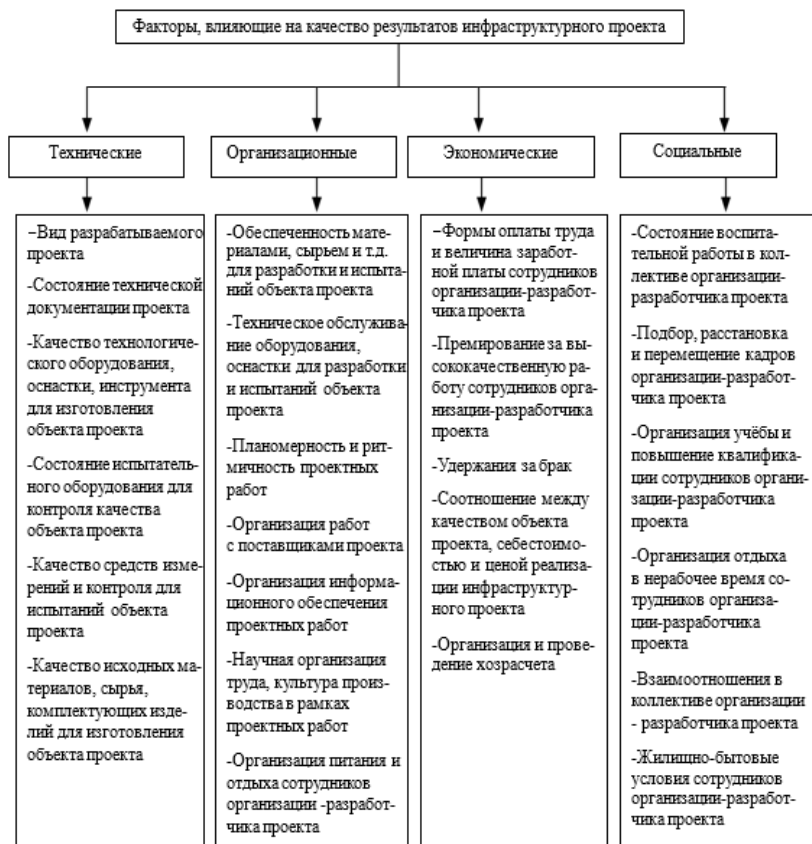 Факторы, влияющие на качество результатов инфраструктурного проекта
Технические
Организационные
Экономические
Социальные
-Вид разрабатываемого
проекта
-Состояние технической
документации проекта
-Качество технологич-
еского оборудования,
оснастки, инструмента
для изготовления
объекта проекта
-Состояние испытатель-
ного оборудования для
контроля качества
объекта проекта
-Качество средств изме-
рений и контроля для
испытаний объекта
проекта
-Качество исходных ма-
териалов, сырья,
комплектующих изде-
лий для изготовления
объекта проекта
-Обеспеченность мате-
риалами, сырьем и т.д.
для разработки и испыта-
ний объекта проекта
-Техническое обслужива-
ние оборудования,
оснастки для разработки
и испытаний объекта
проекта
-Планомерность и рит-
мичность проектных
работ
-Организация работ
с поставщиками проекта
-Организация информа-
ционного обеспечения
проектных работ
-Научная организация
труда, культура произ-
водства в рамках
проектных работ
-Организация питания и
отдыха сотрудников
организации -разработ-
чика проекта
-Формы оплаты труда
и величина заработ-
ной платы сотрудников
организации-разработ-
чика проекта
-Премирование за вы-
сококачественную ра-
боту сотрудников орг-
анизации-разработчика
проекта
-Удержания за брак
-Соотношение между
качеством объекта
проекта, себестоимо-
стью и ценой реализа-
ции инфраструктур-
ного проекта
-Организация и прове-
дение хозрасчета
-Состояние воспита-
тельной работы в кол-
лективе организации-
разработчика проекта
-Подбор, расстановка
и перемещение кадров
организации-разработ-
чика проекта
-Организация учёбы и
повышение квалифика-
ции сотрудников органи-
зации-разработчика
проекта
-Организация отдыха
в нерабочее время со-
трудников организа-
ции-разработчика
проекта
-Взаимоотношения в
коллективе организации
- разработчика проекта
-Жилищно-бытовые
условия сотрудников
организации-разработ-
чика проекта